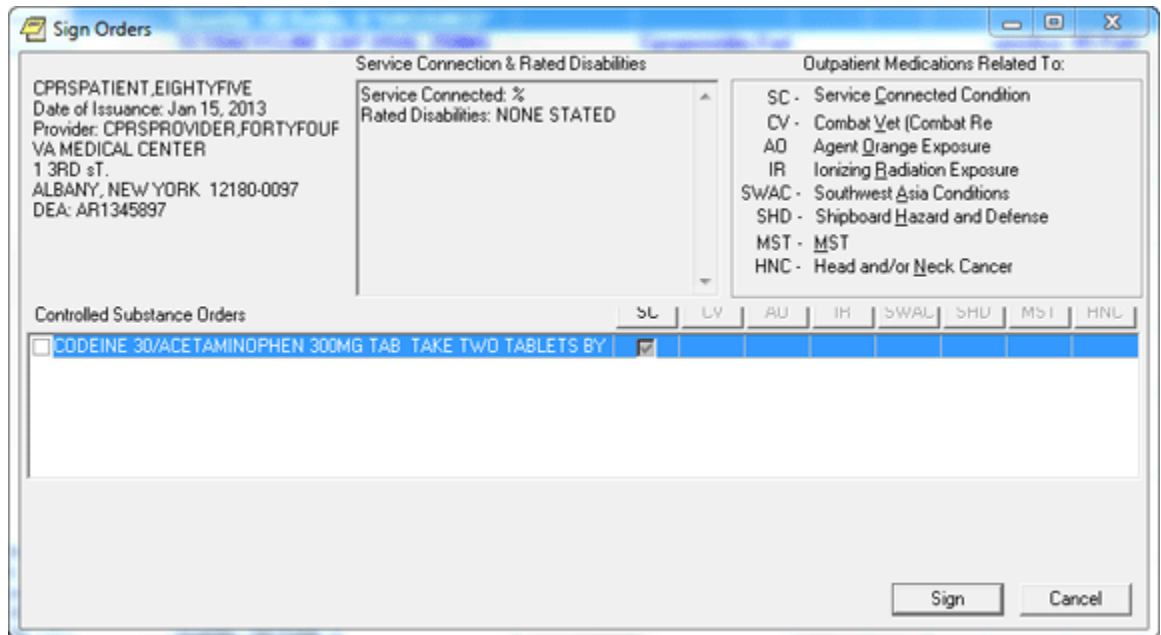 Sign Orders
CPRSPATIENT,EIGHTYFIVE
Date of Issuance: Jan 15, 2013
Provider: CPRSPROVIDER,FORTYFOUF
VA MEDICAL CENTER
1 3RD sT.
ALBANY, NEW YORK 12180-0097
DEA: AR1345897
Service Connection & Rated Disabilities
Service Connected: %
Rated Disabilities: NONE STATED
Outpatient Medications Related To:
SC - Service Connected Condition
CV - Combat Vet (Combat Re
AO Agent Orange Exposure
IR Ionizing Radiation Exposure
SWAC - Southwest Asia Conditions
SHD - Shipboard Hazard and Defense
MST - MST
HNC - Head and/or Neck Cancer
Controlled Substance Orders SC CV AO IR SWAC SHD MST HNC
CODEINE 30/ACETAMINOPHEN 300MG TAB TAKE TWO TABLETS BY
Sign Cancel